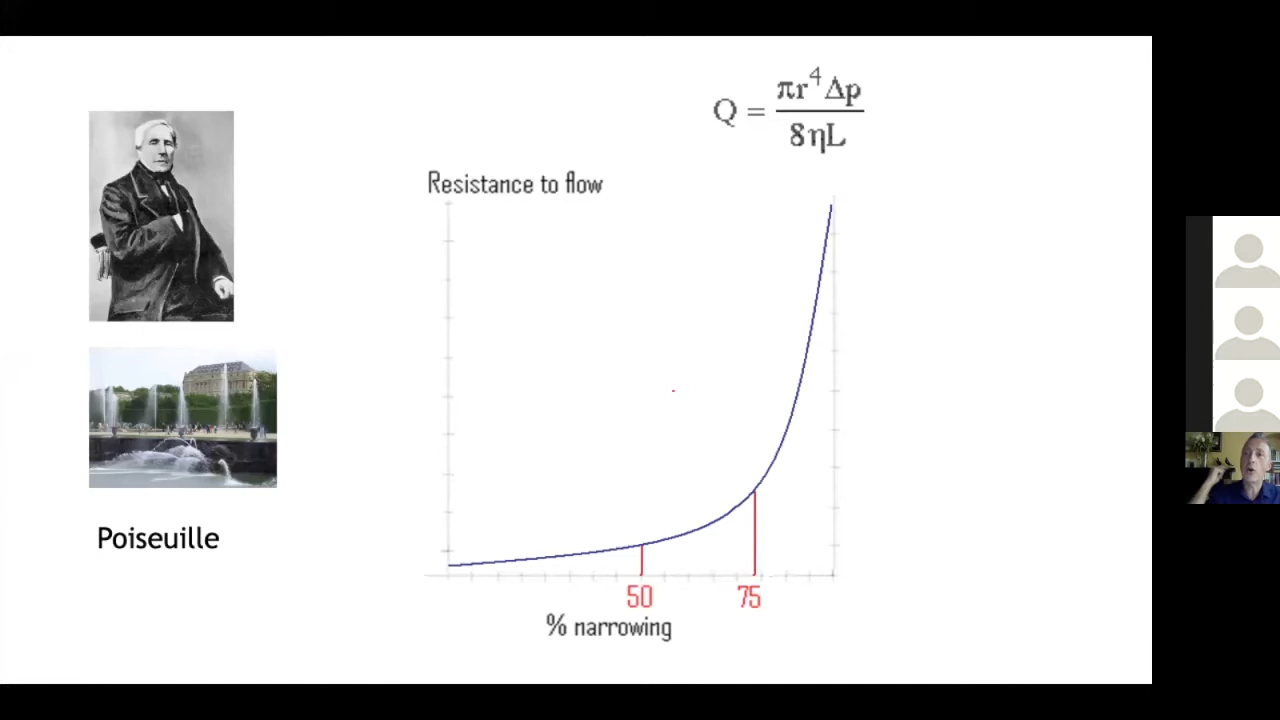 Q = πr⁴Δp / 8ηL
Resistance to flow
Poiseuille
50 75
% narrowing